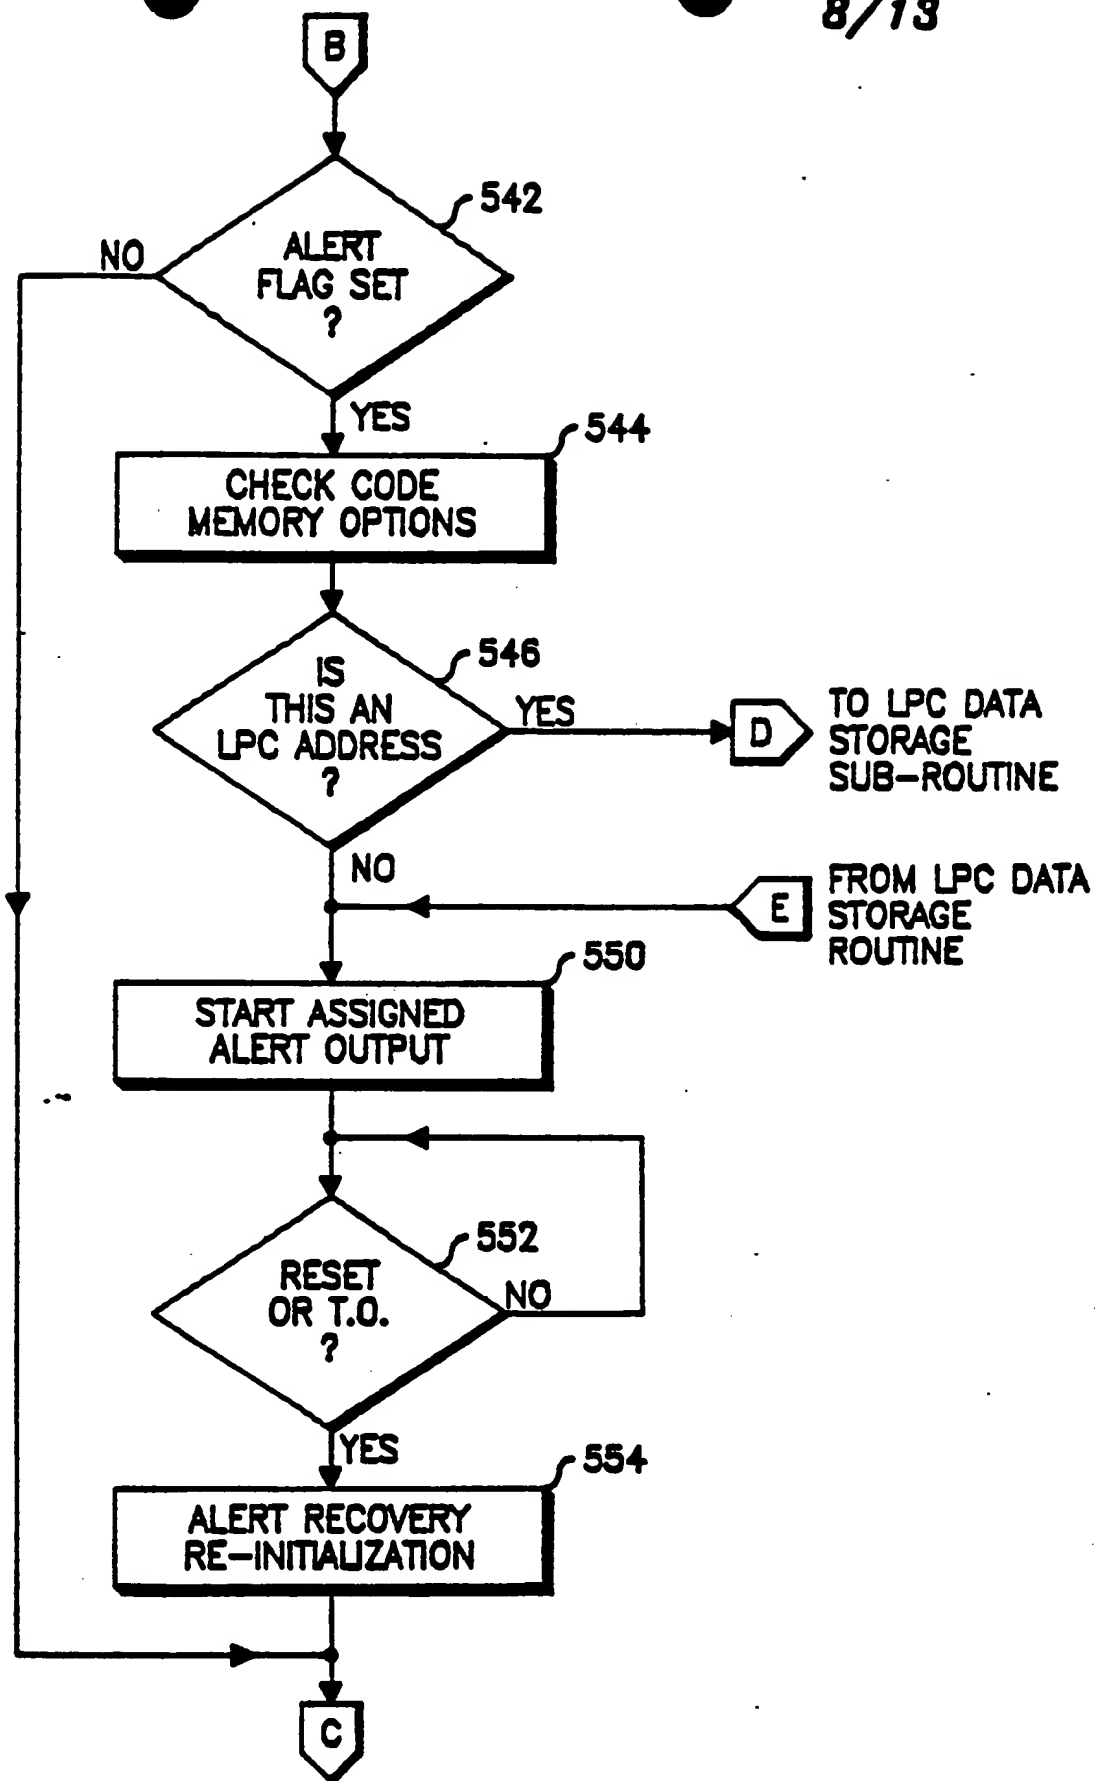 8/13
B
542
ALERT
FLAG SET
?
NO
YES
544
CHECK CODE
MEMORY OPTIONS
546
IS
THIS AN
LPC ADDRESS
?
YES
D
TO LPC DATA
STORAGE
SUB-ROUTINE
NO
E
FROM LPC DATA
STORAGE
ROUTINE
550
START ASSIGNED
ALERT OUTPUT
552
RESET
OR T.O.
?
NO
YES
554
ALERT RECOVERY
RE-INITIALIZATION
C